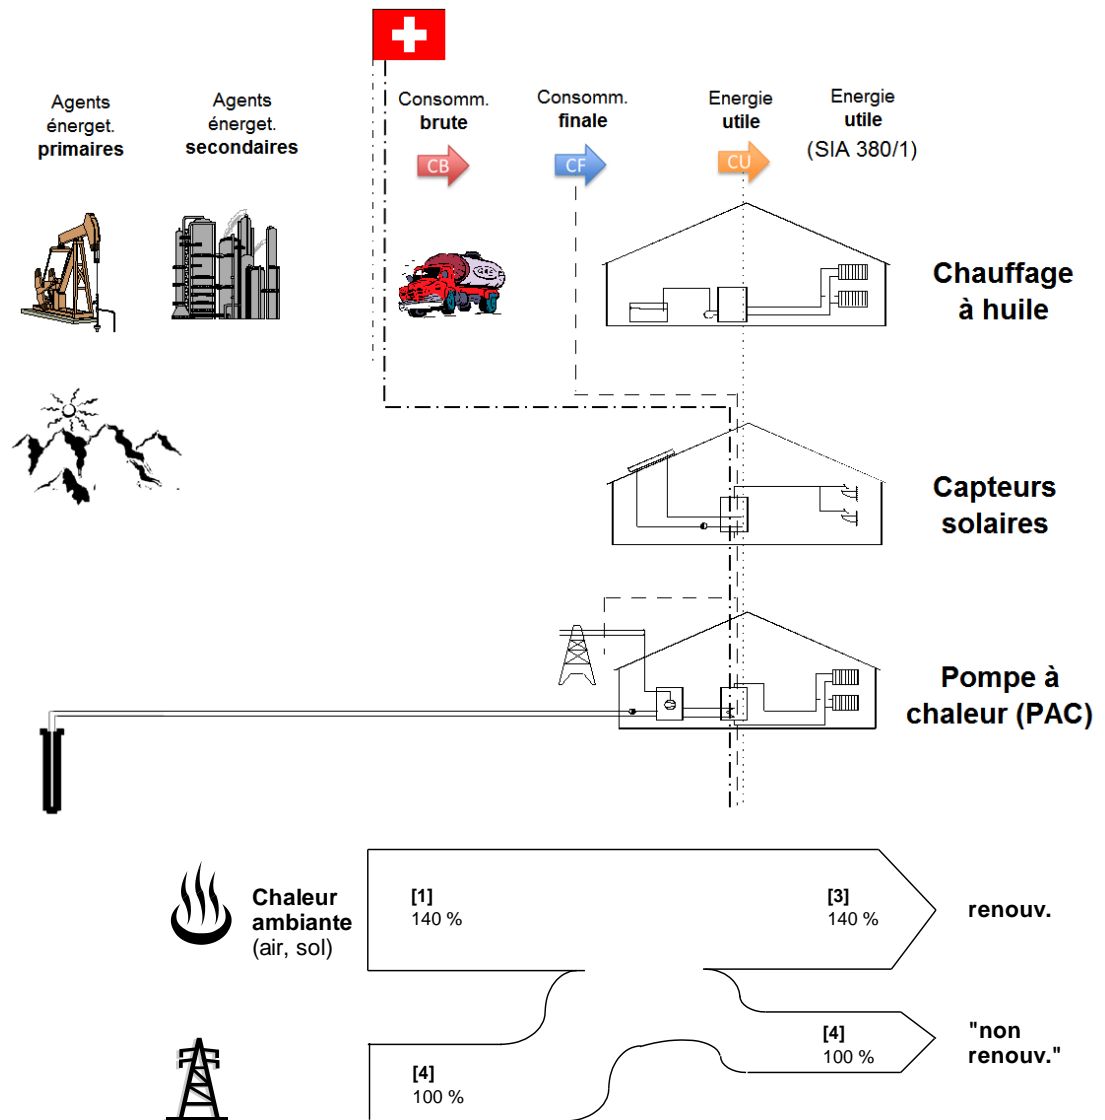 Agents
énerget.
primaires
Agents
énerget.
secondaires
Consomm.
brute
Consomm.
finale
Energie
utile
Energie
utile
(SIA 380/1)
CB
CF
CU
Chauffage
à huile
Capteurs
solaires
Pompe à
chaleur (PAC)
Chaleur
ambiante
(air, sol)
[1]
140 %
[3]
140 %
renouv.
[4]
100 %
[4]
100 %
"non
renouv."